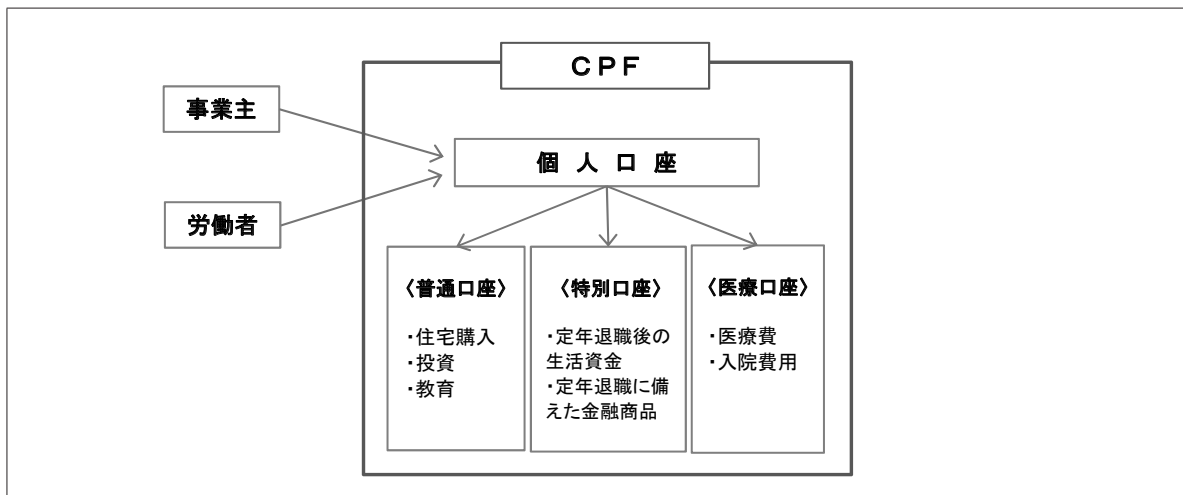 CPF
事業主
個人口座
労働者
〈普通口座〉
・住宅購入
・投資
・教育
〈特別口座〉
・定年退職後の
生活資金
・定年退職に備
えた金融商品
〈医療口座〉
・医療費
・入院費用